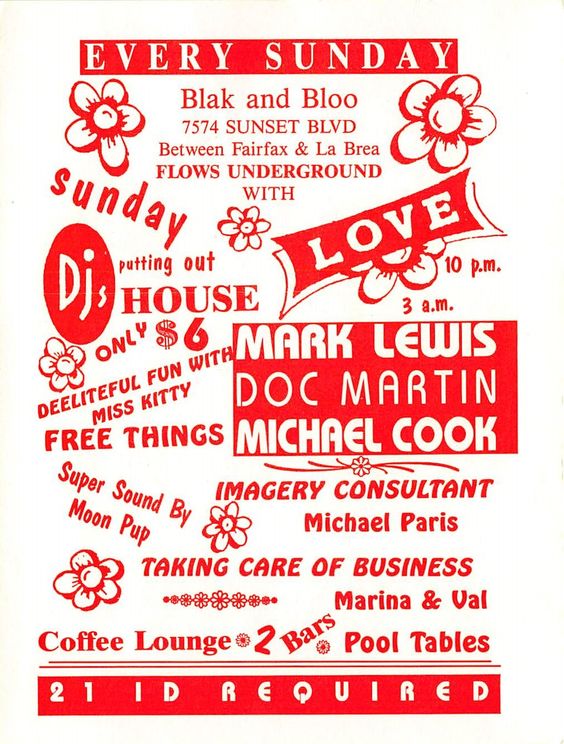 EVERY SUNDAY
Blak and Bloo
7574 SUNSET BLVD
Between Fairfax & La Brea
FLOWS UNDERGROUND
WITH
sunday
LOVE
10 p.m.
3 a.m.
Djs putting out
HOUSE
ONLY $6
MARK LEWIS
DOC MARTIN
MICHAEL COOK
DEELITEFUL FUN WITH
MISS KITTY
FREE THINGS
Super Sound By
Moon Pup
IMAGERY CONSULTANT
Michael Paris
TAKING CARE OF BUSINESS
Marina & Val
Coffee Lounge 2 Bars Pool Tables
21 ID REQUIRED